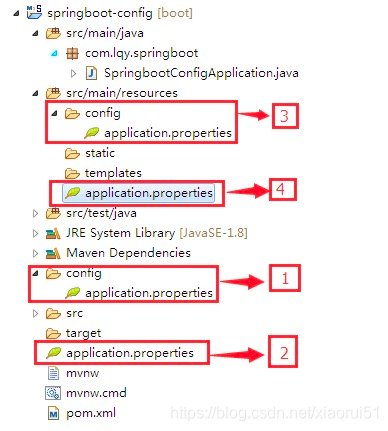 springboot-config [boot]
src/main/java
com.lqy.springboot
SpringbootConfigApplication.java
src/main/resources
config
3
application.properties
static
templates
application.properties
4
src/test/java
JRE System Library [JavaSE-1.8]
Maven Dependencies
config
1
application.properties
src
target
application.properties
2
mvnw
mvnw.cmd
pom.xml
https://blog.csdn.net/xiaorui51